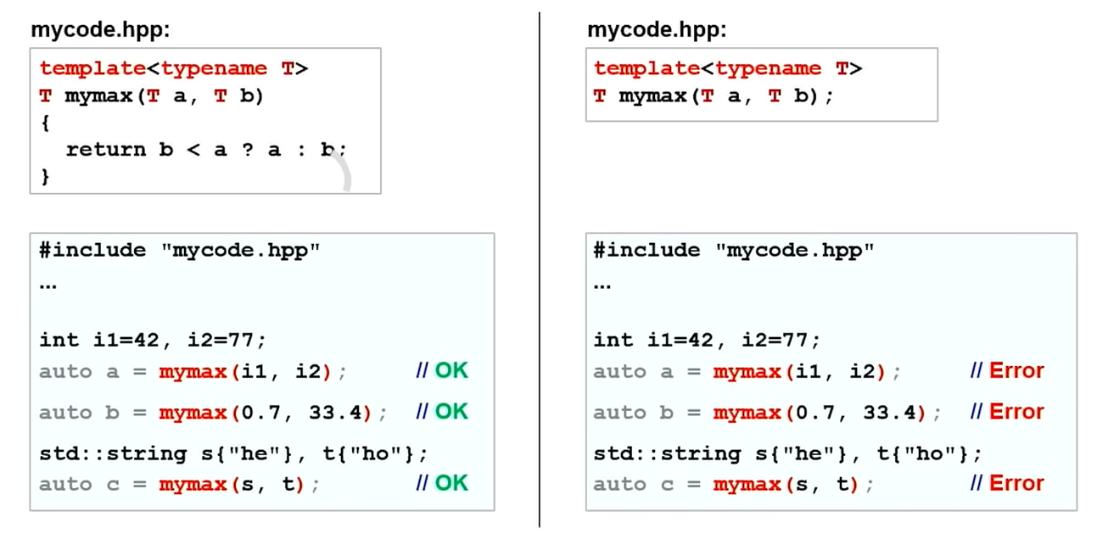 mycode.hpp:
template<typename T>
T mymax(T a, T b)
{
return b < a ? a : b;
}
#include "mycode.hpp"
...
int i1=42, i2=77;
auto a = mymax(i1, i2); // OK
auto b = mymax(0.7, 33.4); // OK
std::string s{"he"}, t{"ho"};
auto c = mymax(s, t); // OK
mycode.hpp:
template<typename T>
T mymax(T a, T b);
#include "mycode.hpp"
...
int i1=42, i2=77;
auto a = mymax(i1, i2); // Error
auto b = mymax(0.7, 33.4); // Error
std::string s{"he"}, t{"ho"};
auto c = mymax(s, t); // Error